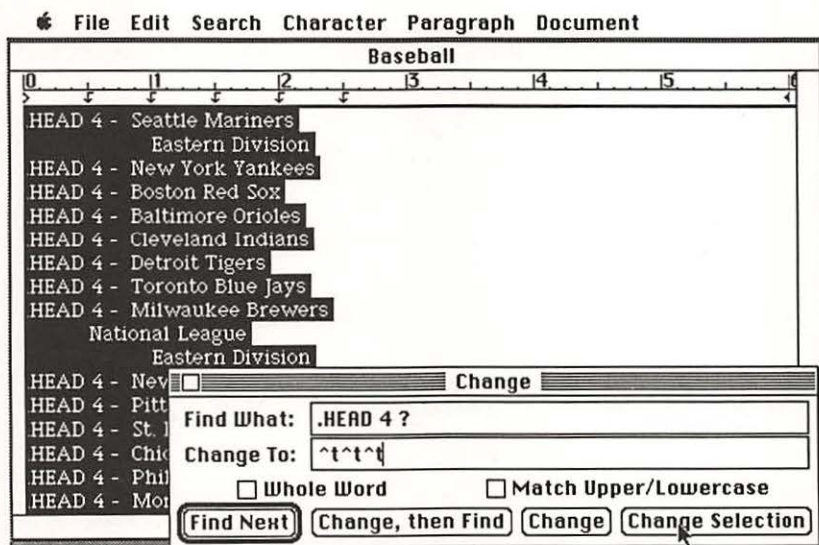 File Edit Search Character Paragraph Document
Baseball
0 1 2 3 4 5 6
.HEAD 4 - Seattle Mariners
Eastern Division
.HEAD 4 - New York Yankees
.HEAD 4 - Boston Red Sox
.HEAD 4 - Baltimore Orioles
.HEAD 4 - Cleveland Indians
.HEAD 4 - Detroit Tigers
.HEAD 4 - Toronto Blue Jays
.HEAD 4 - Milwaukee Brewers
National League
Eastern Division
.HEAD 4 - New
.HEAD 4 - Pitt
.HEAD 4 - St.
.HEAD 4 - Chic
.HEAD 4 - Phil
.HEAD 4 - Mon
Change
Find What: .HEAD 4 ?
Change To: ^t^t^t
Whole Word Match Upper/Lowercase
Find Next Change, then Find Change Change Selection